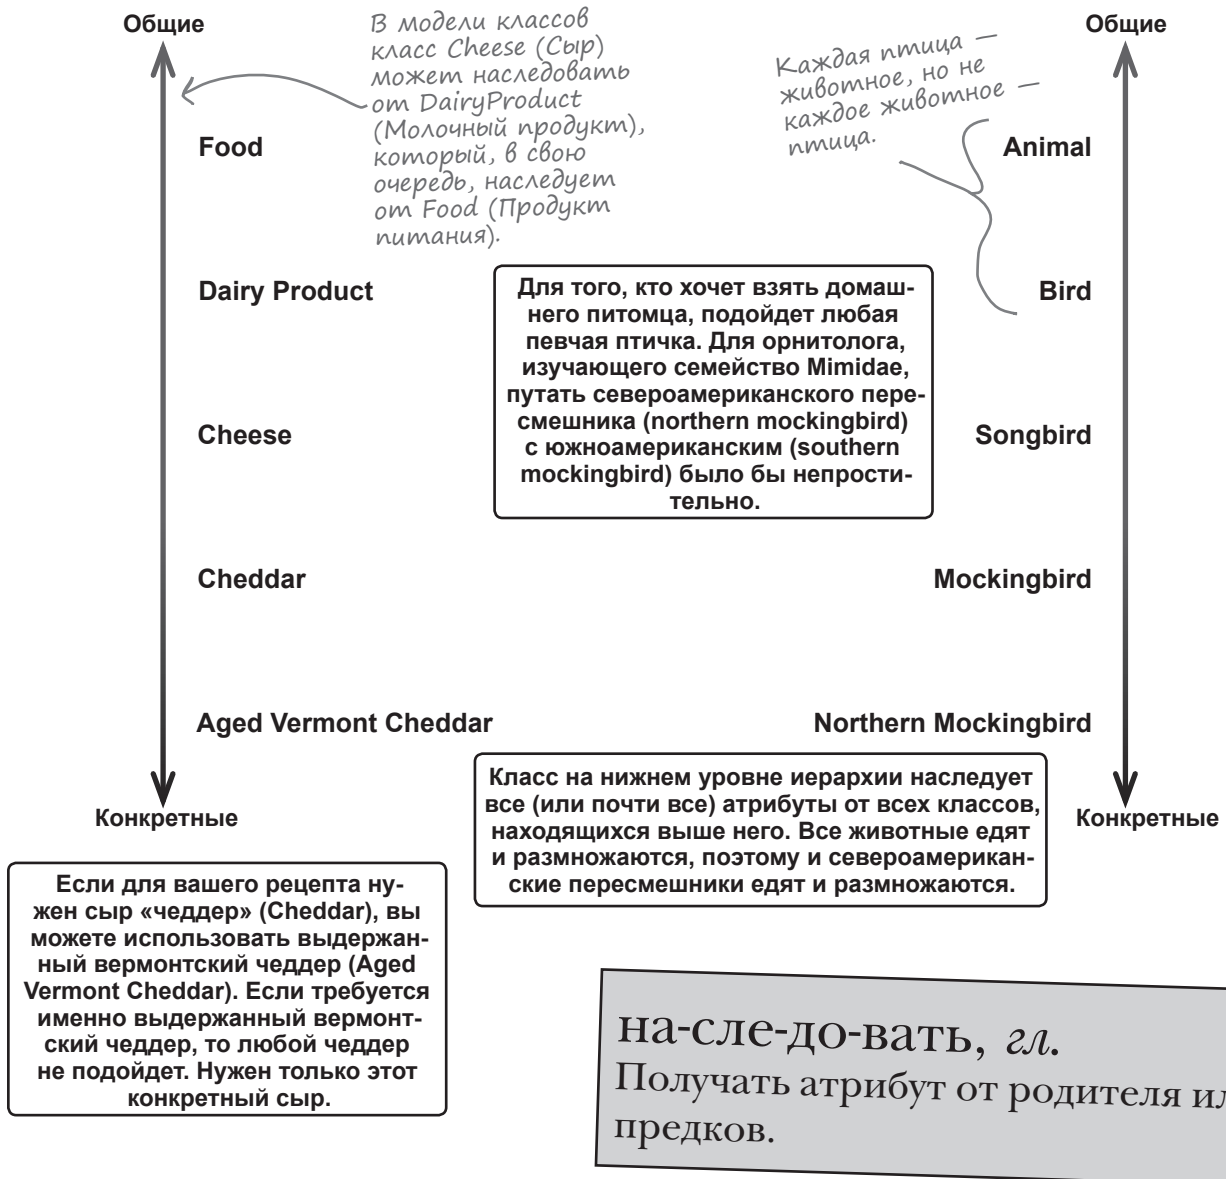 Общие
В модели классов
класс Cheese (Сыр)
может наследовать
от DairyProduct
(Молочный продукт),
который, в свою
очередь, наследует
от Food (Продукт
питания).
Food
Dairy Product
Cheese
Cheddar
Aged Vermont Cheddar
Конкретные
Общие
Каждая птица —
животное, но не
каждое животное —
птица.
Animal
Bird
Songbird
Mockingbird
Northern Mockingbird
Конкретные
Для того, кто хочет взять домаш-
него питомца, подойдет любая
певчая птичка. Для орнитолога,
изучающего семейство Mimidae,
путать североамериканского пере-
смешника (northern mockingbird)
с южноамериканским (southern
mockingbird) было бы непрости-
тельно.
Класс на нижнем уровне иерархии наследует
все (или почти все) атрибуты от всех классов,
находящихся выше него. Все животные едят
и размножаются, поэтому и североамерикан-
ские пересмешники едят и размножаются.
Если для вашего рецепта ну-
жен сыр «чеддер» (Cheddar), вы
можете использовать выдержан-
ный вермонтский чеддер (Aged
Vermont Cheddar). Если требуется
именно выдержанный вермонт-
ский чеддер, то любой чеддер
не подойдет. Нужен только этот
конкретный сыр.
на-сле-до-вать, гл.
Получать атрибут от родителя
предков.